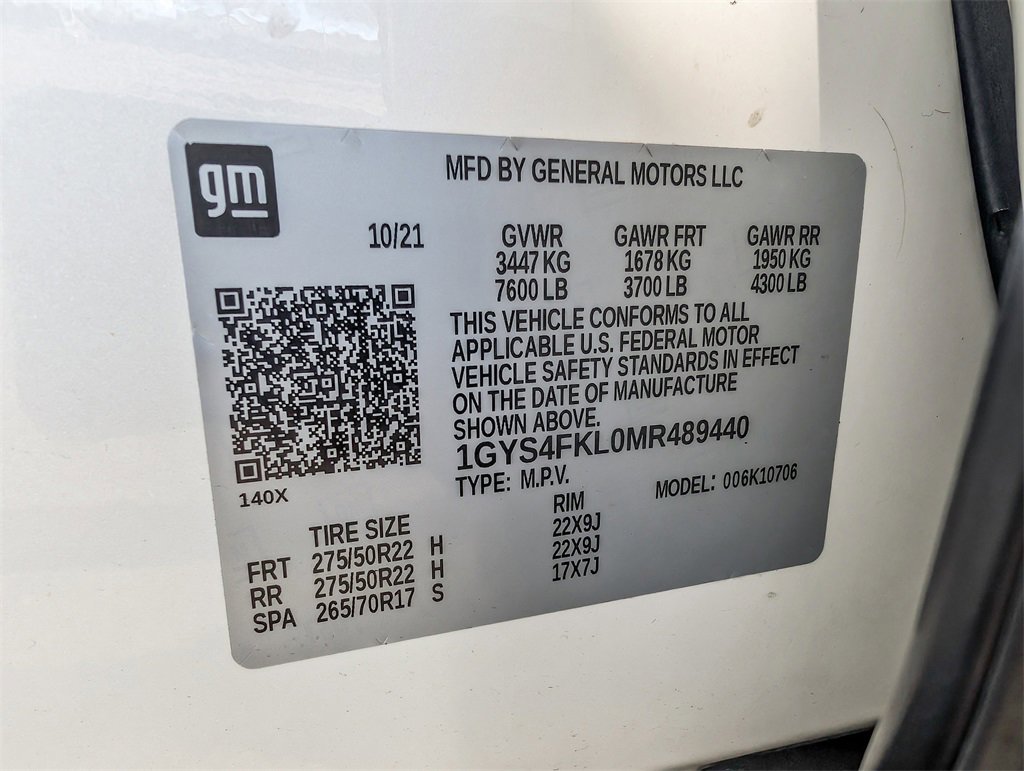 gm
MFD BY GENERAL MOTORS LLC
10/21
GVWR GAWR FRT GAWR RR
3447 KG 1678 KG 1950 KG
7600 LB 3700 LB 4300 LB
THIS VEHICLE CONFORMS TO ALL
APPLICABLE U.S. FEDERAL MOTOR
VEHICLE SAFETY STANDARDS IN EFFECT
ON THE DATE OF MANUFACTURE
SHOWN ABOVE.
1GYS4FKL0MR489440
TYPE: M.P.V. MODEL: 006K10706
140X
TIRE SIZE RIM
FRT 275/50R22 H 22X9J
RR 275/50R22 H 22X9J
SPA 265/70R17 S 17X7J